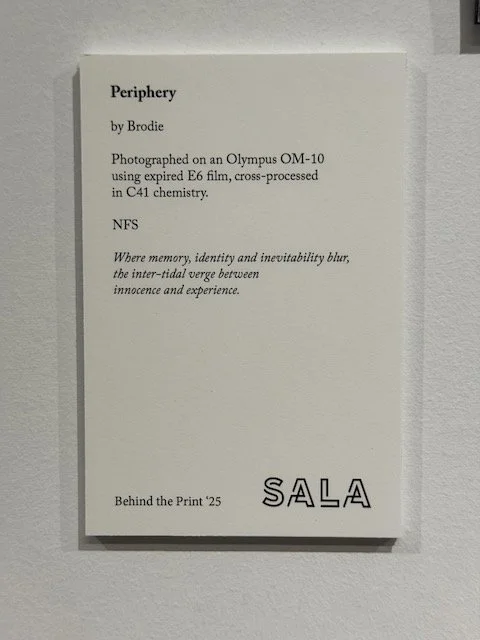 Periphery
by Brodie
Photographed on an Olympus OM-10
using expired E6 film, cross-processed
in C41 chemistry.
NFS
Where memory, identity and inevitability blur,
the inter-tidal verge between
innocence and experience.
Behind the Print ‘25
SALA